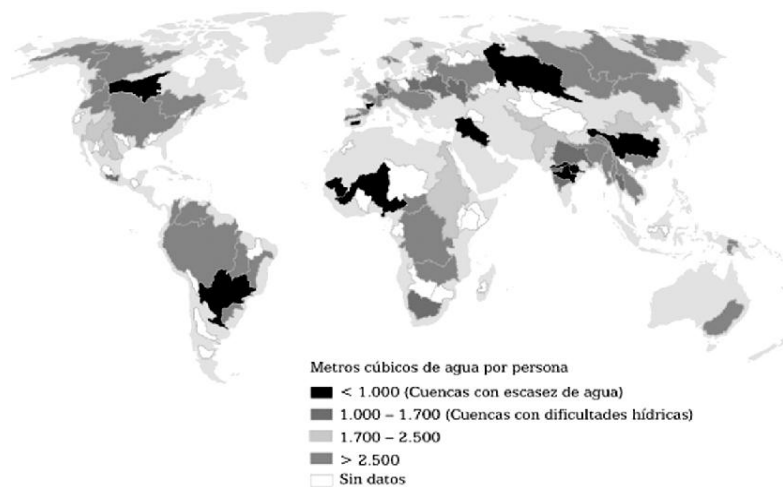 Metros cúbicos de agua por persona
< 1.000 (Cuencas con escasez de agua)
1.000 – 1.700 (Cuencas con dificultades hídricas)
1.700 – 2.500
> 2.500
Sin datos